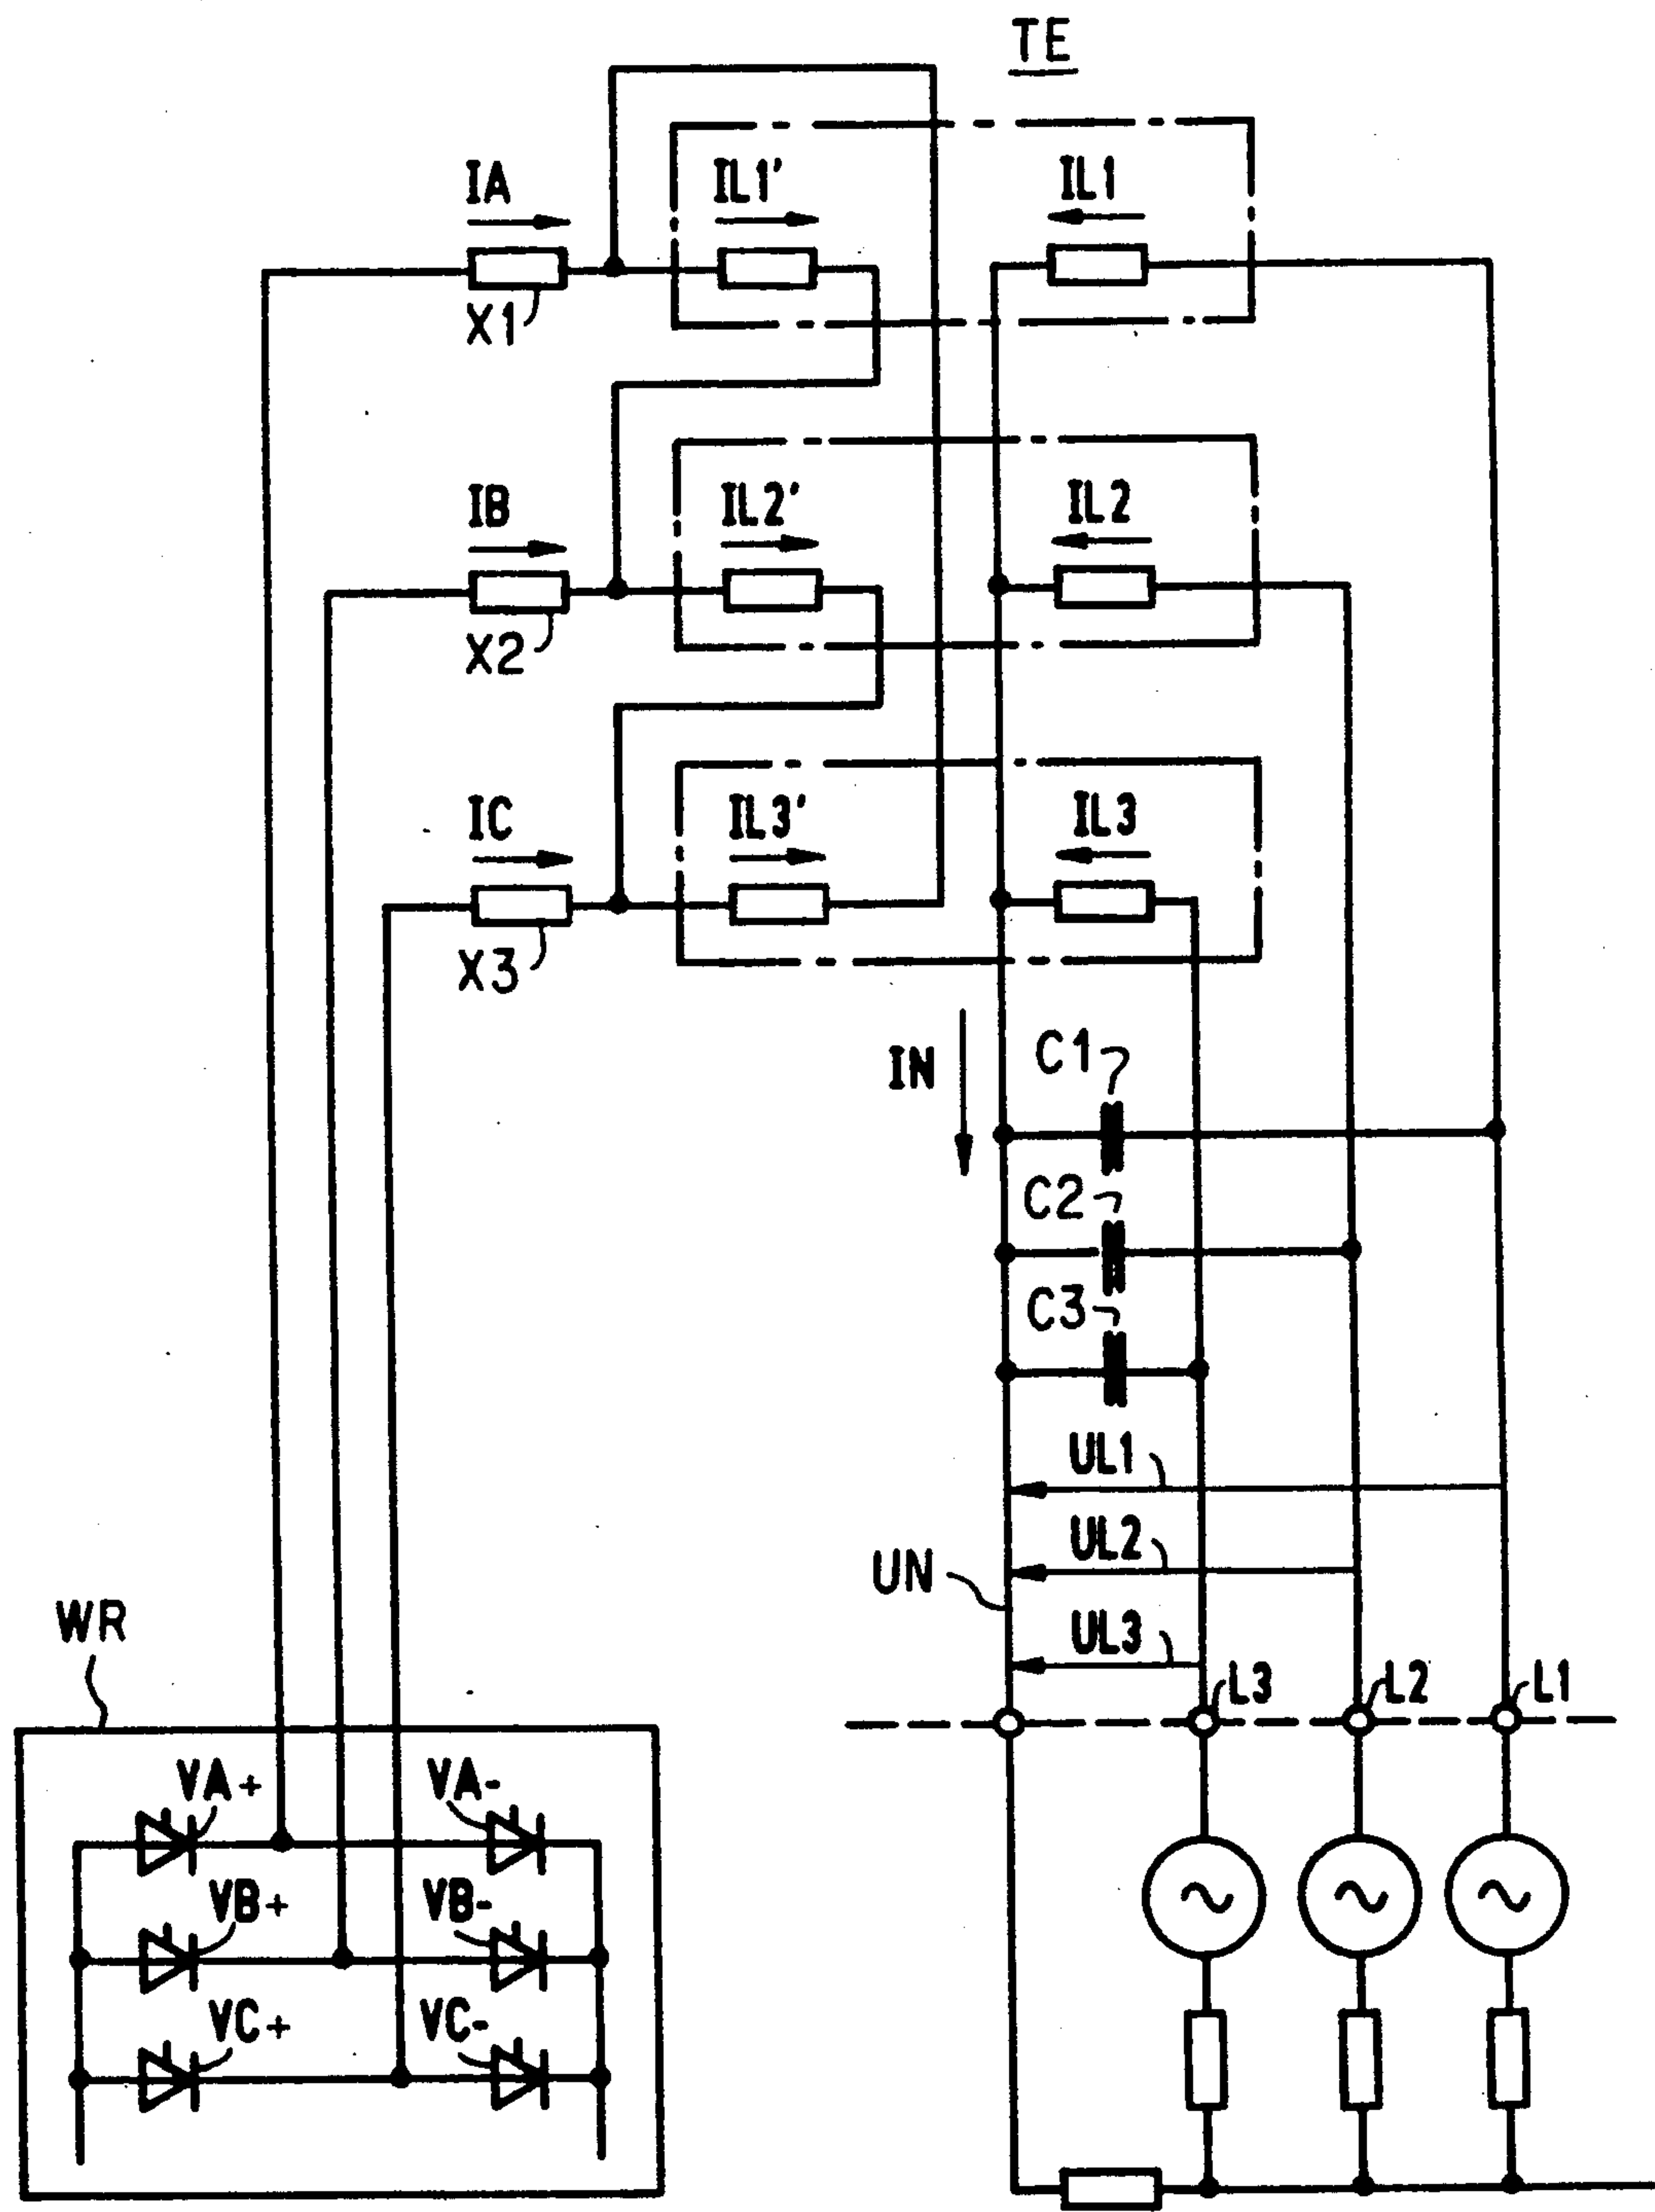 TE
IA
IL1'
IL1
X1
IB
IL2'
IL2
X2
IC
IL3'
IL3
X3
IN
C1
C2
C3
UL1
UL2
UN
UL3
WR
L3
L2
L1
VA+
VA-
VB+
VB-
VC+
VC-